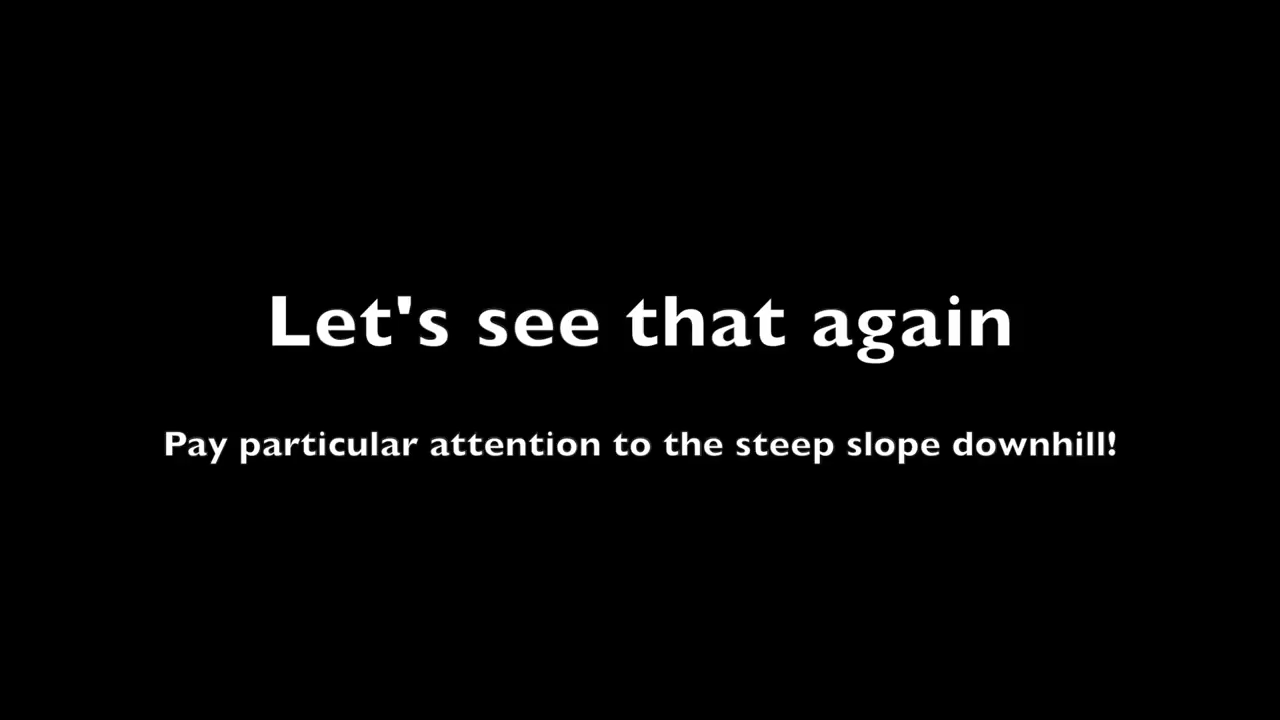 Let's see that again
Pay particular attention to the steep slope downhill!